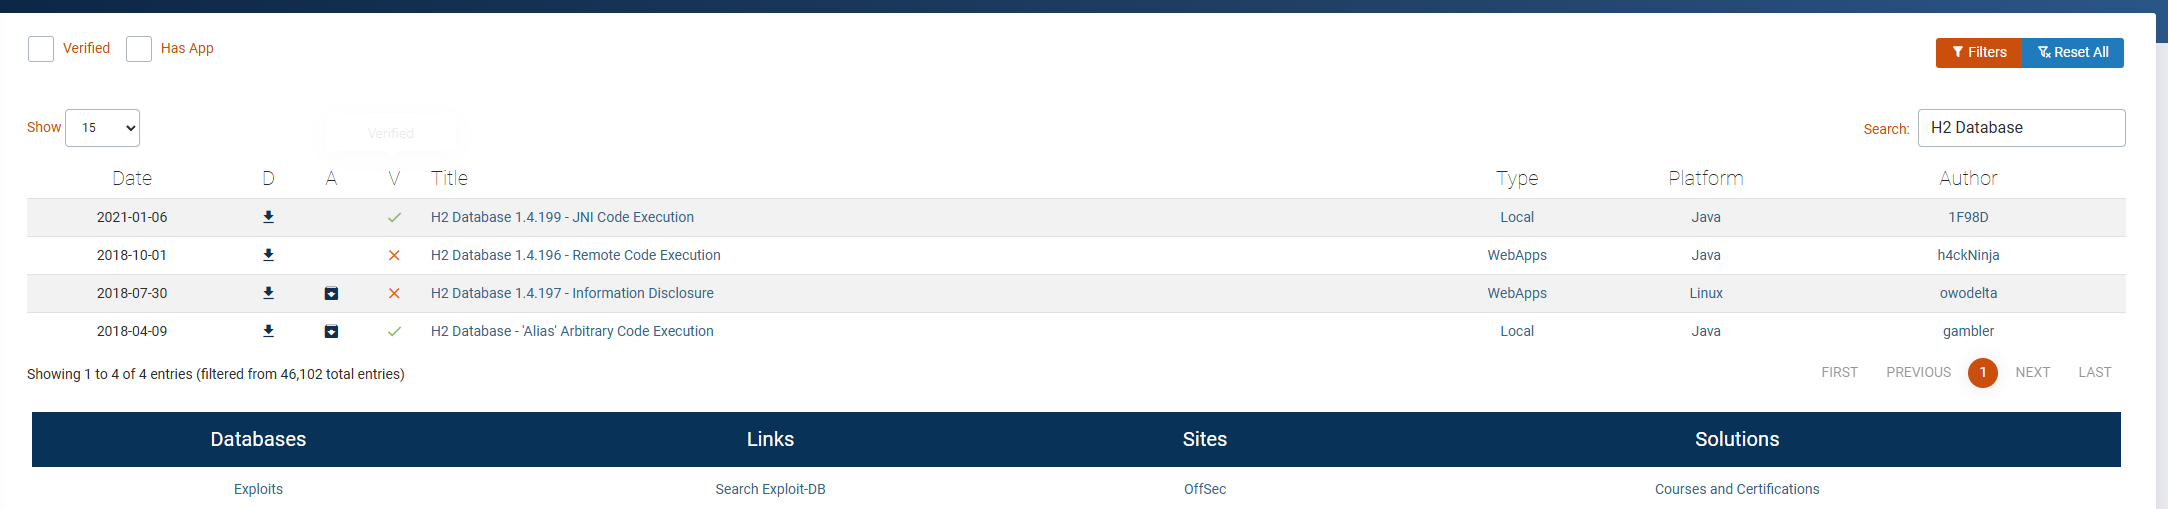 Verified Has App
Filters Reset All
Show 15
Verified
Search: H2 Database
Date D A V Title Type Platform Author
2021-01-06 H2 Database 1.4.199 - JNI Code Execution Local Java 1F98D
2018-10-01 H2 Database 1.4.196 - Remote Code Execution WebApps Java h4ckNinja
2018-07-30 H2 Database 1.4.197 - Information Disclosure WebApps Linux owodelta
2018-04-09 H2 Database - 'Alias' Arbitrary Code Execution Local Java gambler
Showing 1 to 4 of 4 entries (filtered from 46,102 total entries)
FIRST PREVIOUS 1 NEXT LAST
Databases Links Sites Solutions
Exploits Search Exploit-DB OffSec Courses and Certifications